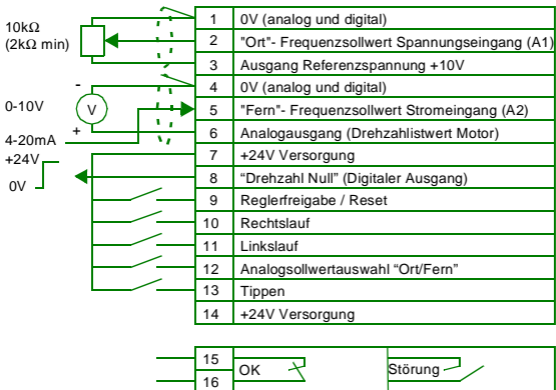 10kΩ
(2kΩ min)
1 0V (analog und digital)
2 "Ort"- Frequenzsollwert Spannungseingang (A1)
3 Ausgang Referenzspannung +10V
-
4 0V (analog und digital)
0-10V
V
5 "Fern"- Frequenzsollwert Stromeingang (A2)
+
6 Analogausgang (Drehzahlistwert Motor)
4-20mA
+24V
7 +24V Versorgung
0V
8 “Drehzahl Null” (Digitaler Ausgang)
9 Reglerfreigabe / Reset
10 Rechtslauf
11 Linkslauf
12 Analogsollwertauswahl “Ort/Fern”
13 Tippen
14 +24V Versorgung
15
OK
Störung
16